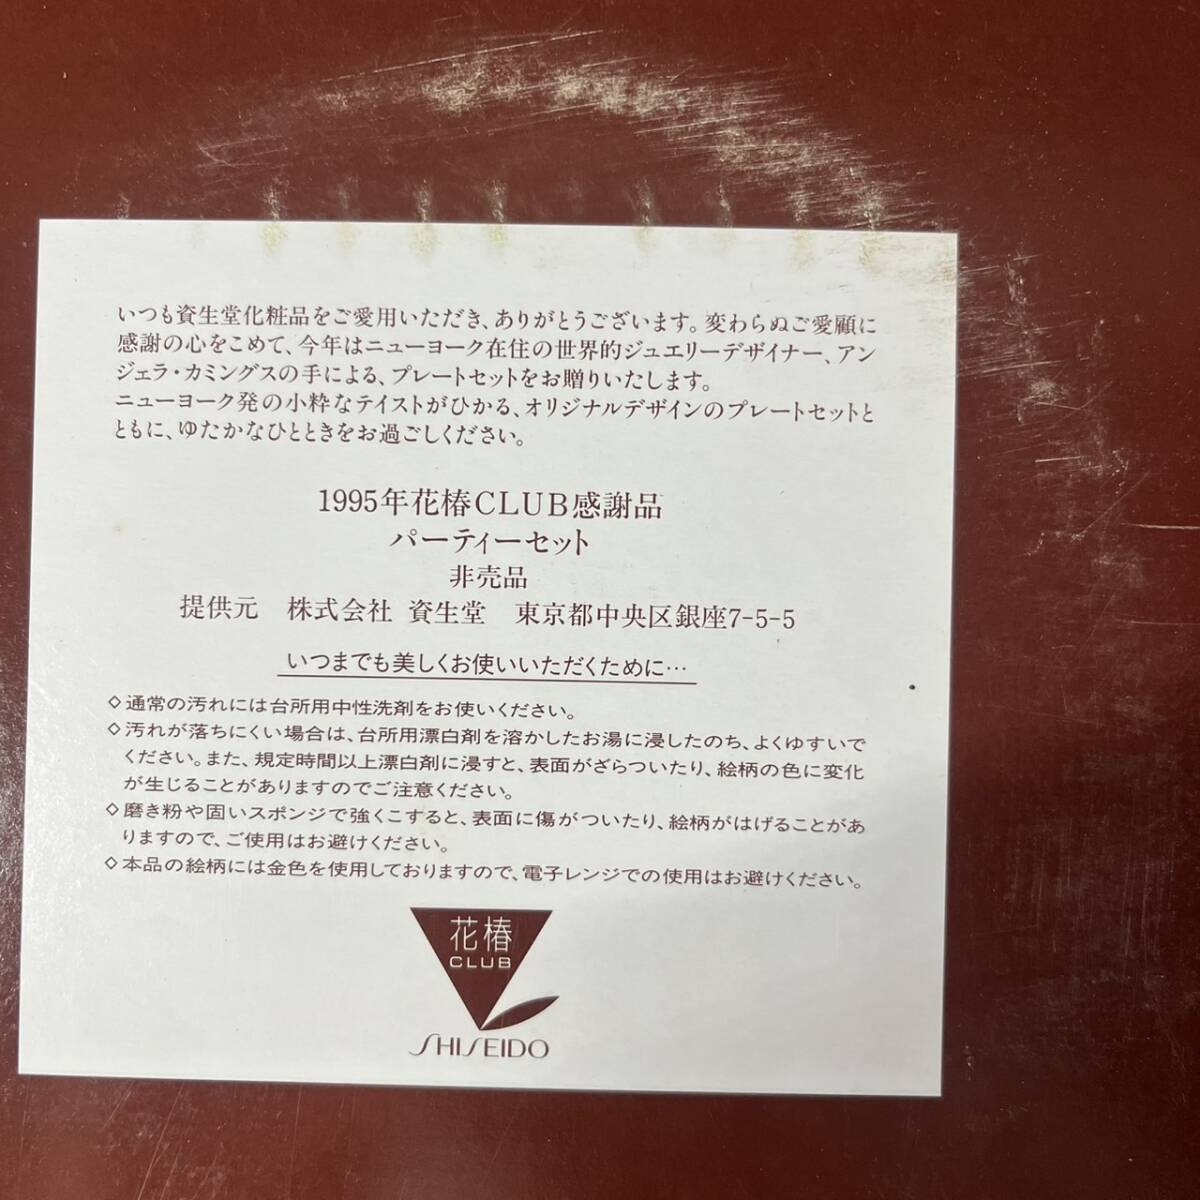 いつも資生堂化粧品をご愛用いただき、ありがとうございます。変わらぬご愛顧に
感謝の心をこめて、今年はニューヨーク在住の世界的ジュエリーデザイナー、アン
ジェラ・カミングスの手による、プレートセットをお贈りいたします。
ニューヨーク発の小粋なテイストがひかる、オリジナルデザインのプレートセットと
ともに、ゆたかなひとときをお過ごしください。
1995年花椿CLUB感謝品
パーティーセット
非売品
提供元 株式会社 資生堂 東京都中央区銀座7-5-5
いつまでも美しくお使いいただくために…
◇通常の汚れには台所用中性洗剤をお使いください。
◇汚れが落ちにくい場合は、台所用漂白剤を溶かしたお湯に浸したのち、よくゆすいで
ください。また、規定時間以上漂白剤に浸すと、表面がざらついたり、絵柄の色に変化
が生じることがありますのでご注意ください。
◇磨き粉や固いスポンジで強くこすると、表面に傷がついたり、絵柄がはげることがあ
りますので、ご使用はお避けください。
◇本品の絵柄には金色を使用しておりますので、電子レンジでの使用はお避けください。
花椿
CLUB
SHISEIDO